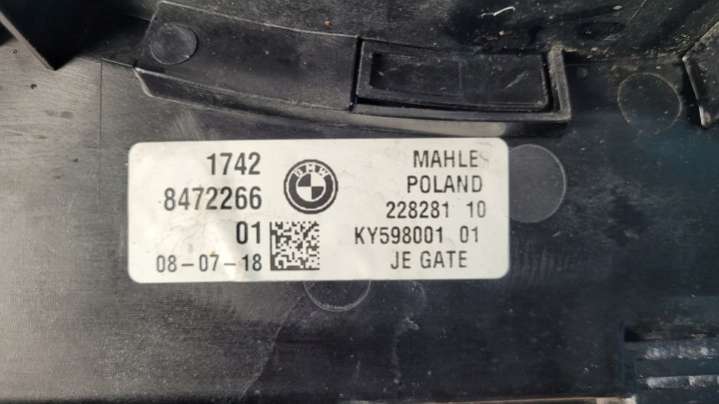 1742
8472266
01
08-07-18
BMW
MAHLE
POLAND
228281 10
KY598001 01
JE GATE